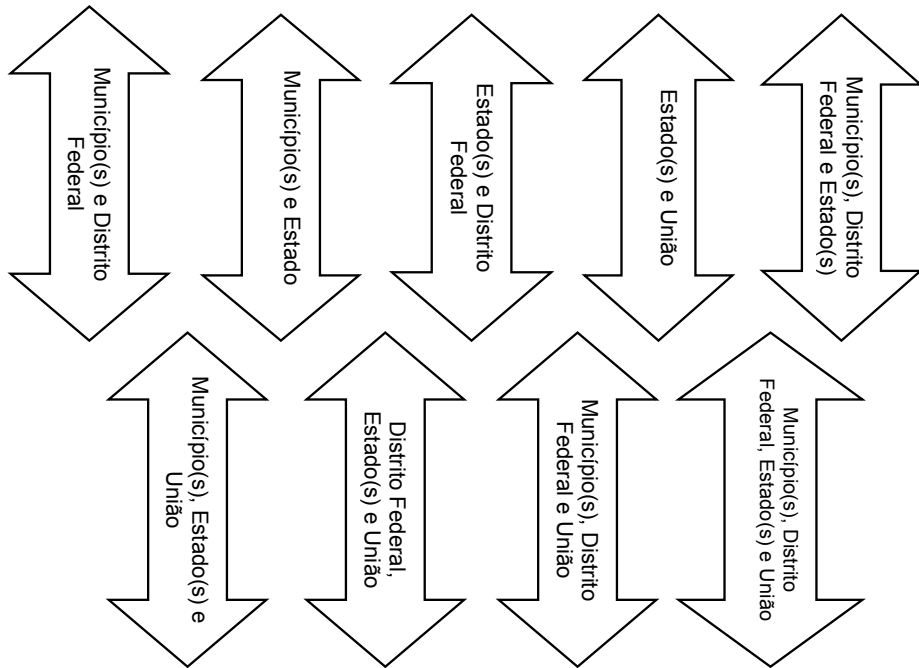 Município(s) e Distrito
Federal
Município(s) e Estado
Estado(s) e Distrito
Federal
Estado(s) e União
Município(s), Distrito
Federal e Estado(s)
Município(s), Estado(s) e
União
Distrito Federal,
Estado(s) e União
Município(s), Distrito
Federal e União
Município(s), Distrito
Federal, Estado(s) e União